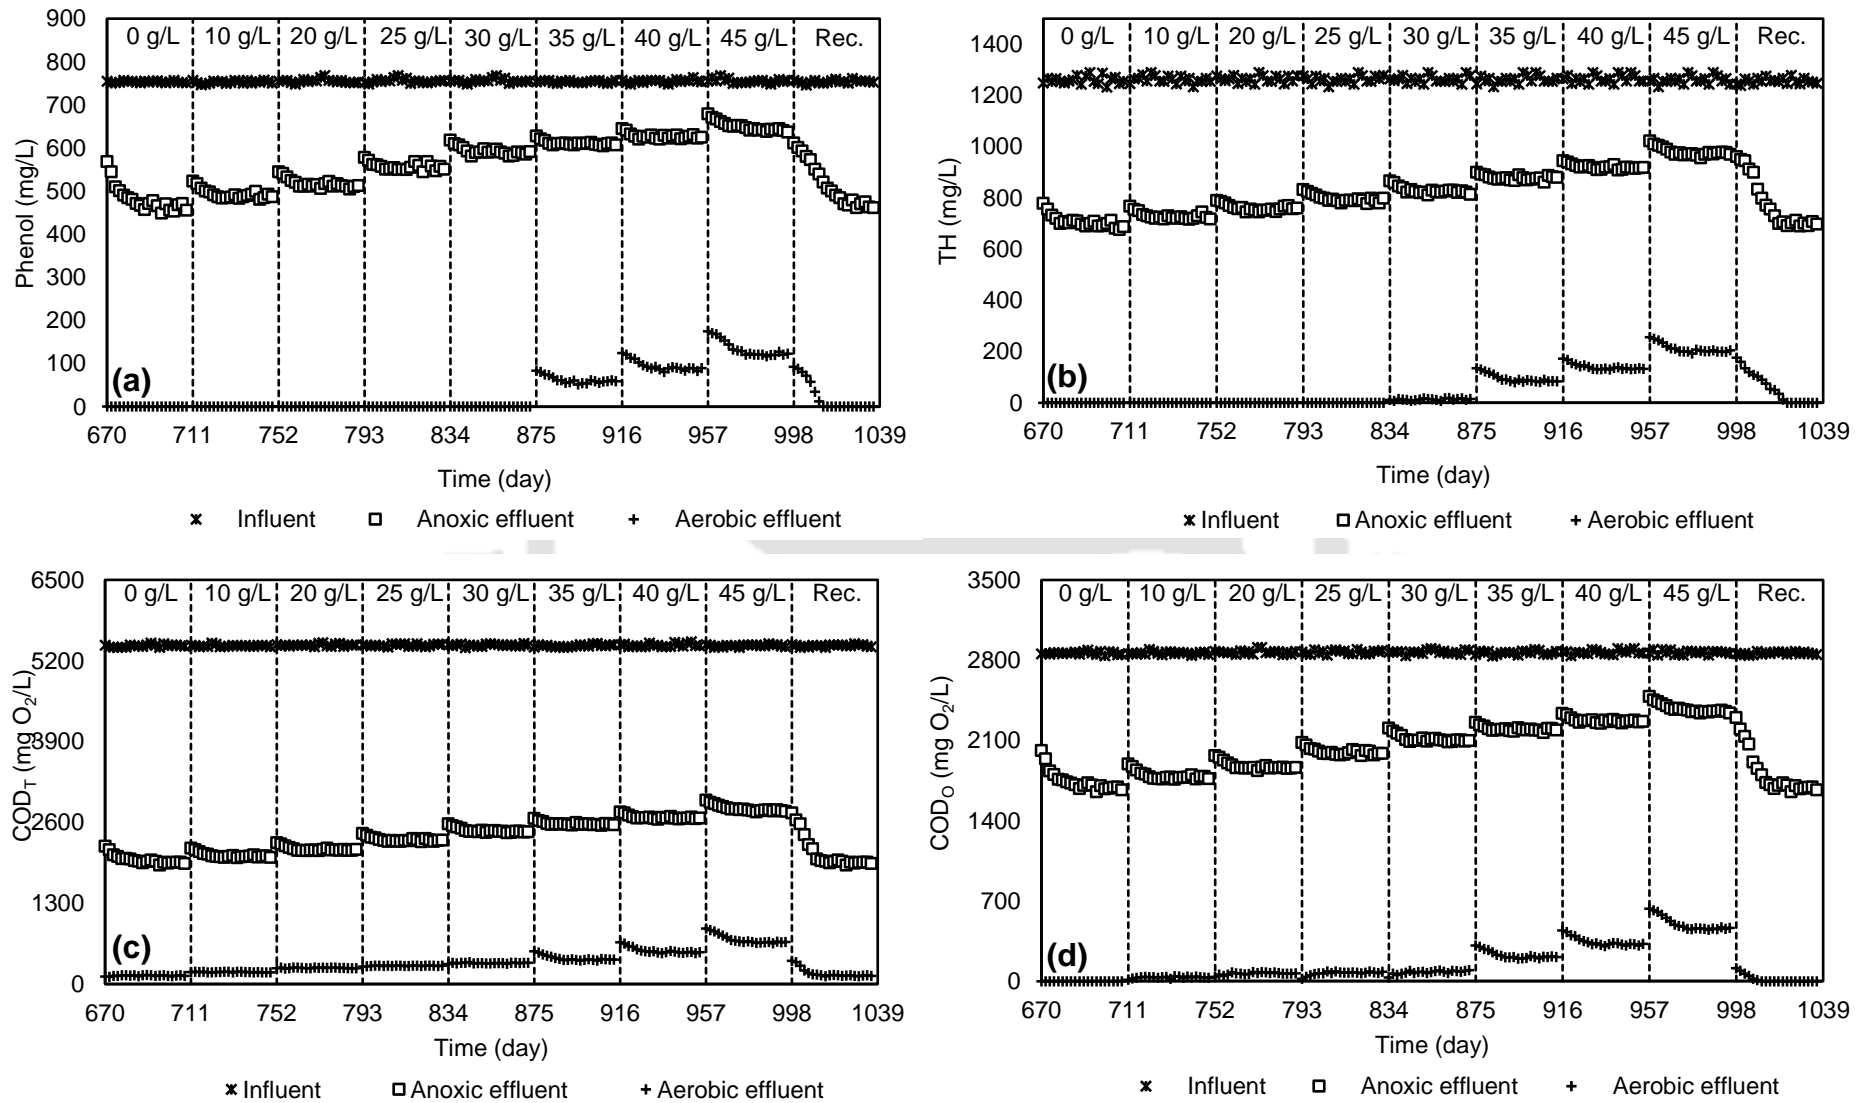 900
800
700
600
500
400
300
200
100
0
Phenol (mg/L)
0 g/L 10 g/L 20 g/L 25 g/L 30 g/L 35 g/L 40 g/L 45 g/L Rec.
(a)
670 711 752 793 834 875 916 957 998 1039
Time (day)
Influent Anoxic effluent Aerobic effluent
1400
1200
1000
800
600
400
200
0
TH (mg/L)
0 g/L 10 g/L 20 g/L 25 g/L 30 g/L 35 g/L 40 g/L 45 g/L Rec.
(b)
670 711 752 793 834 875 916 957 998 1039
Time (day)
Influent Anoxic effluent Aerobic effluent
6500
5200
3900
2600
1300
0
COD_T (mg O₂/L)
0 g/L 10 g/L 20 g/L 25 g/L 30 g/L 35 g/L 40 g/L 45 g/L Rec.
(c)
670 711 752 793 834 875 916 957 998 1039
Time (day)
Influent Anoxic effluent Aerobic effluent
3500
2800
2100
1400
700
0
COD_O (mg O₂/L)
0 g/L 10 g/L 20 g/L 25 g/L 30 g/L 35 g/L 40 g/L 45 g/L Rec.
(d)
670 711 752 793 834 875 916 957 998 1039
Time (day)
Influent Anoxic effluent Aerobic effluent